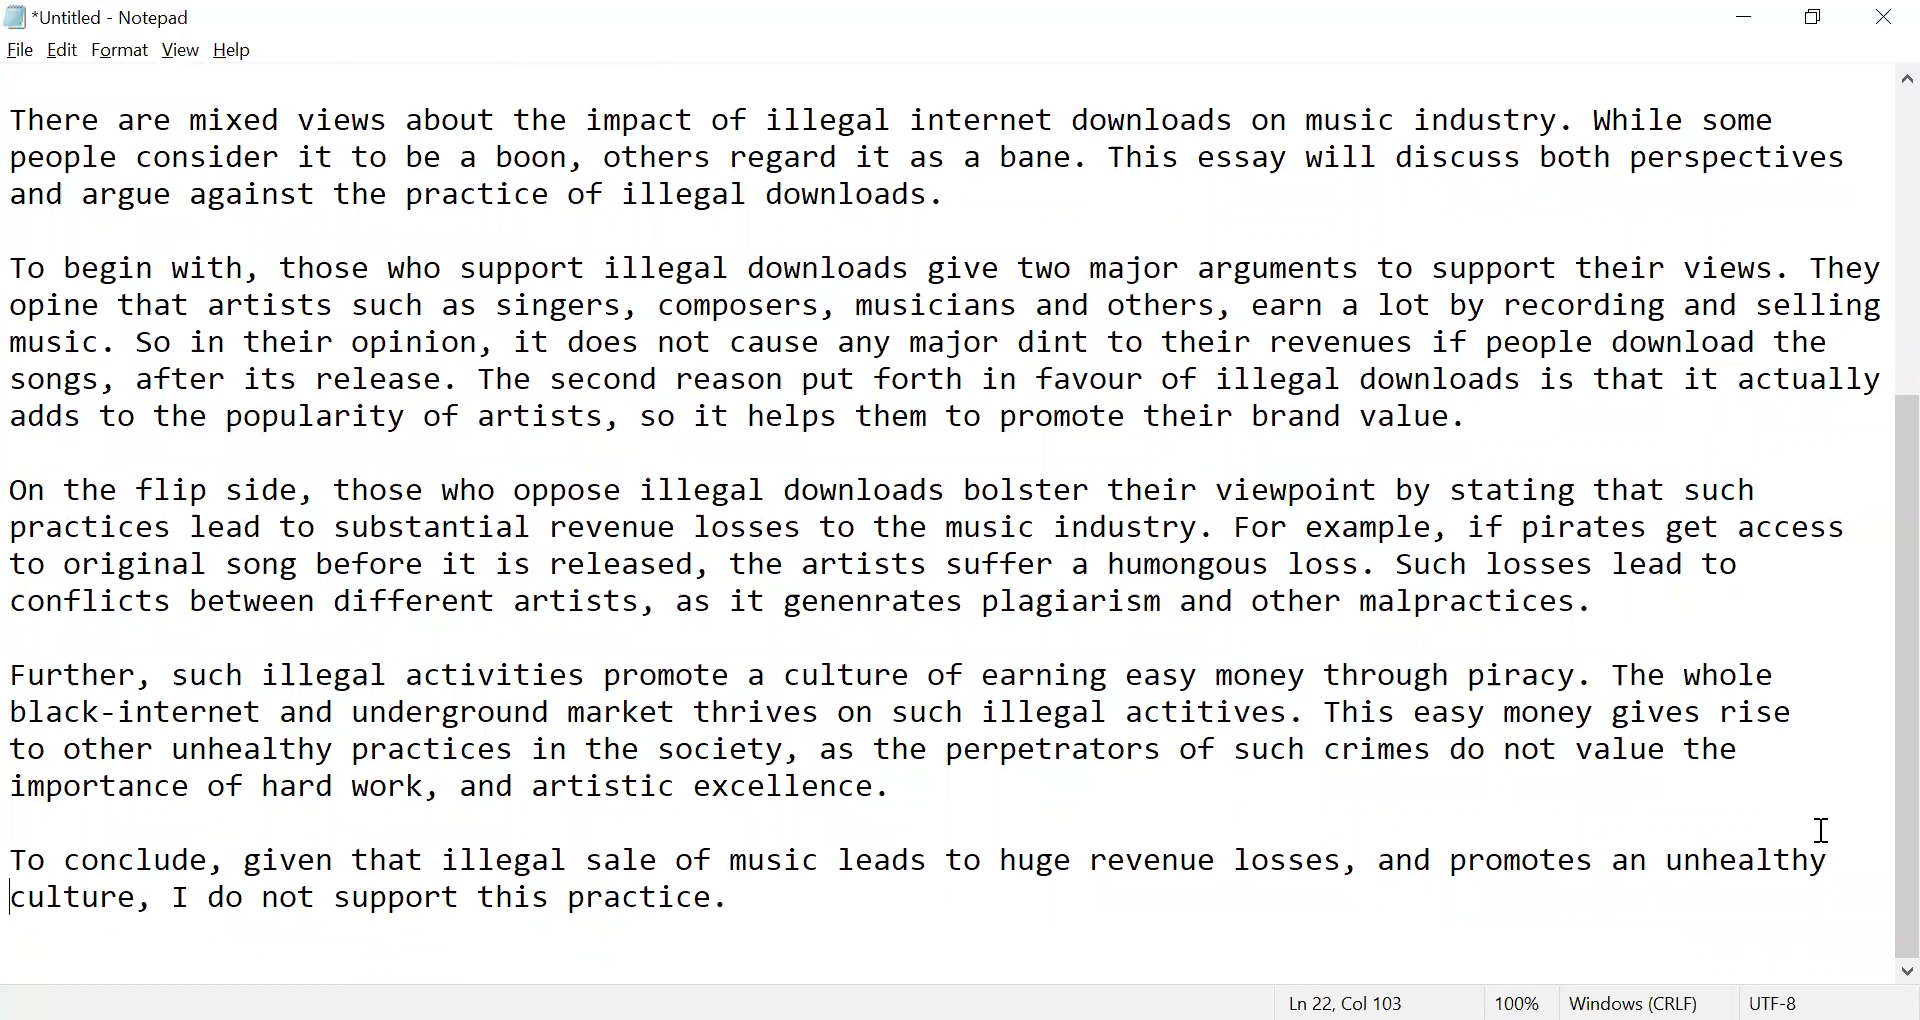 *Untitled - Notepad
File Edit Format View Help
There are mixed views about the impact of illegal internet downloads on music industry. While some
people consider it to be a boon, others regard it as a bane. This essay will discuss both perspectives
and argue against the practice of illegal downloads.
To begin with, those who support illegal downloads give two major arguments to support their views. They
opine that artists such as singers, composers, musicians and others, earn a lot by recording and selling
music. So in their opinion, it does not cause any major dint to their revenues if people download the
songs, after its release. The second reason put forth in favour of illegal downloads is that it actually
adds to the popularity of artists, so it helps them to promote their brand value.
On the flip side, those who oppose illegal downloads bolster their viewpoint by stating that such
practices lead to substantial revenue losses to the music industry. For example, if pirates get access
to original song before it is released, the artists suffer a humongous loss. Such losses lead to
conflicts between different artists, as it genenrates plagiarism and other malpractices.
Further, such illegal activities promote a culture of earning easy money through piracy. The whole
black-internet and underground market thrives on such illegal actitives. This easy money gives rise
to other unhealthy practices in the society, as the perpetrators of such crimes do not value the
importance of hard work, and artistic excellence.
To conclude, given that illegal sale of music leads to huge revenue losses, and promotes an unhealthy
culture, I do not support this practice.
Ln 22, Col 103 100% Windows (CRLF) UTF-8